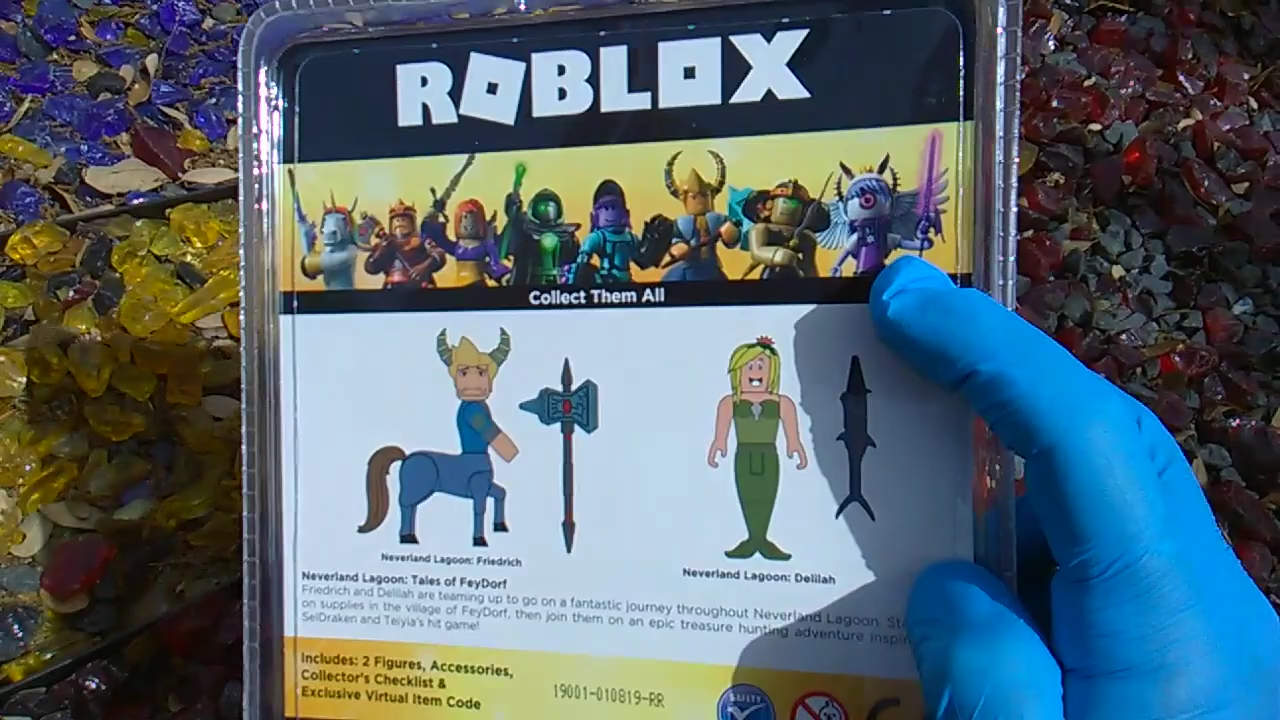 ROBLOX
Collect Them All
Neverland Lagoon: Friedrich
Neverland Lagoon: Delilah
Neverland Lagoon: Tales of FeyDorf
Friedrich and Delilah are teaming up to go on a fantastic journey throughout Neverland Lagoon.
on supplies in the village of FeyDorf, then join them on an epic treasure hunting adventure
SelDraken and Teiyia's hit game!
Includes: 2 Figures, Accessories,
Collector's Checklist &
Exclusive Virtual Item Code
19001-010819-RR
SAFETY